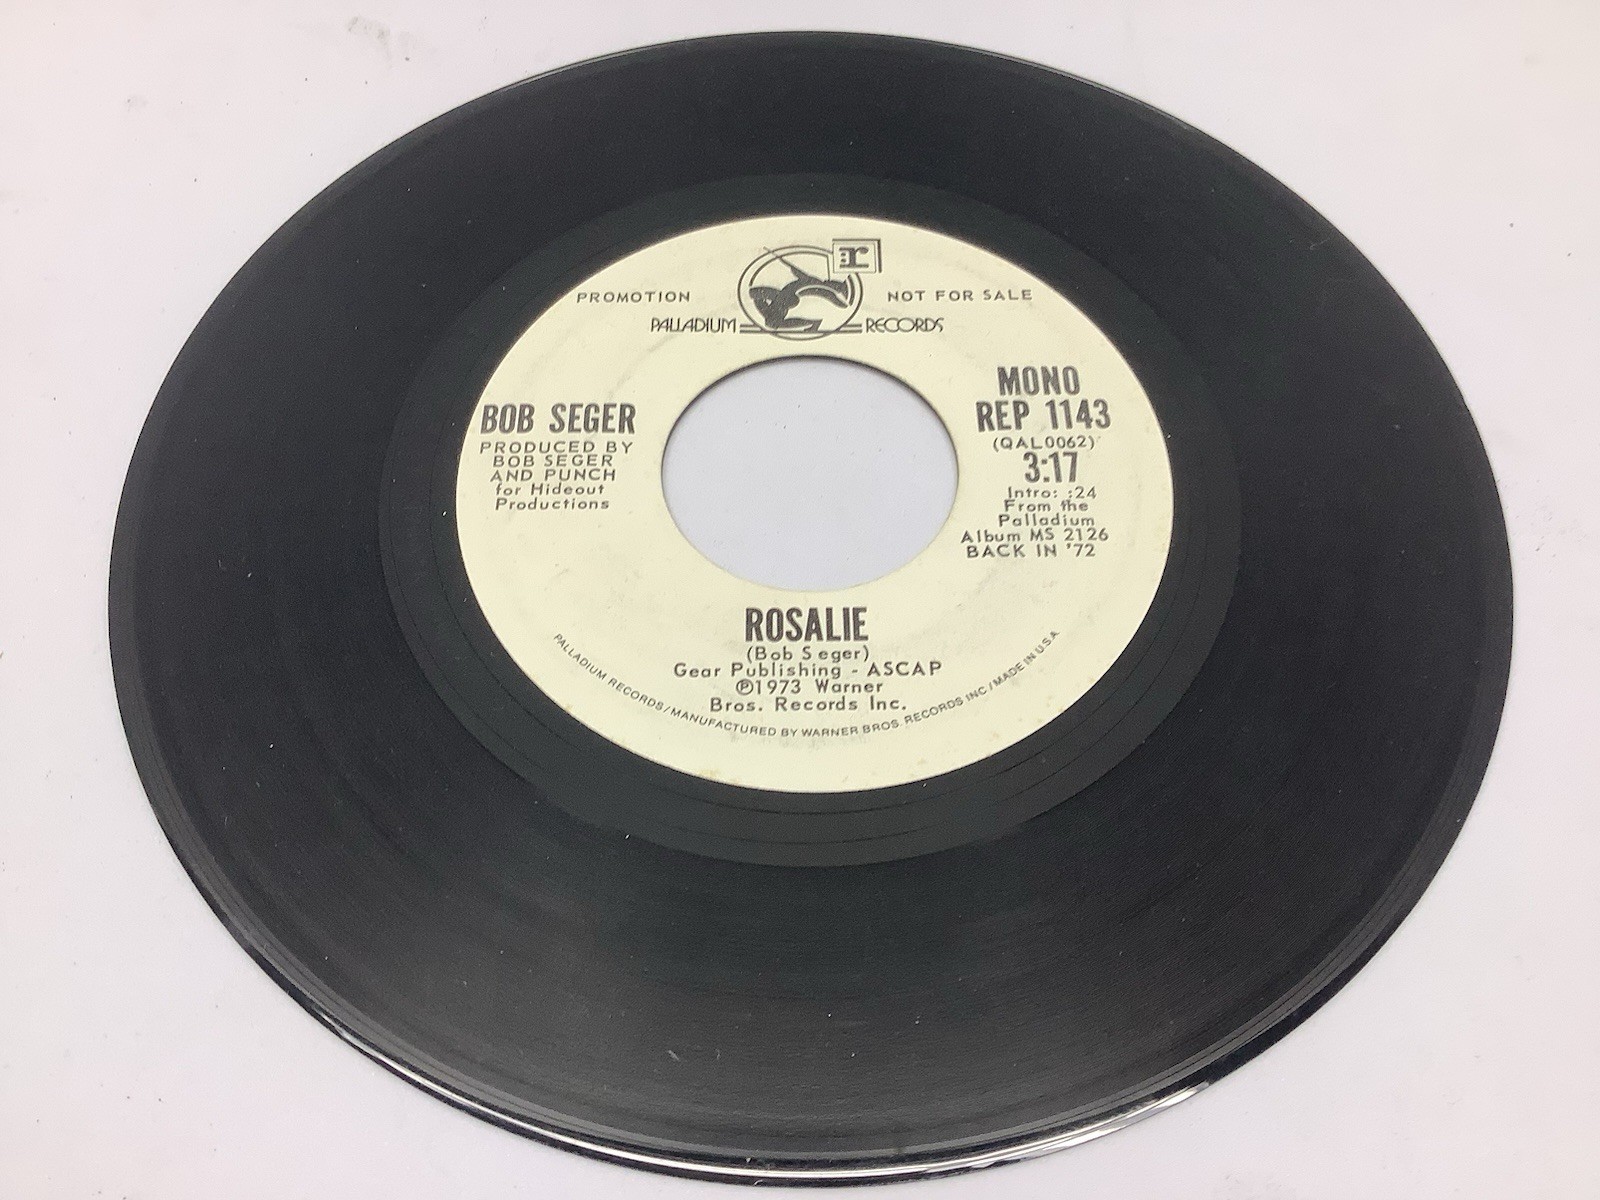 :r
PROMOTION
NOT FOR SALE
PALLADIUM RECORDS
BOB SEGER
PRODUCED BY
BOB SEGER
AND PUNCH
for Hideout
Productions
MONO
REP 1143
(QAL0062)
3:17
Intro: :24
From the
Palladium
Album MS 2126
BACK IN '72
ROSALIE
(Bob Seger)
Gear Publishing - ASCAP
℗1973 Warner
Bros. Records Inc.
PALLADIUM RECORDS/MANUFACTURED BY WARNER BROS. RECORDS INC/MADE IN U.S.A